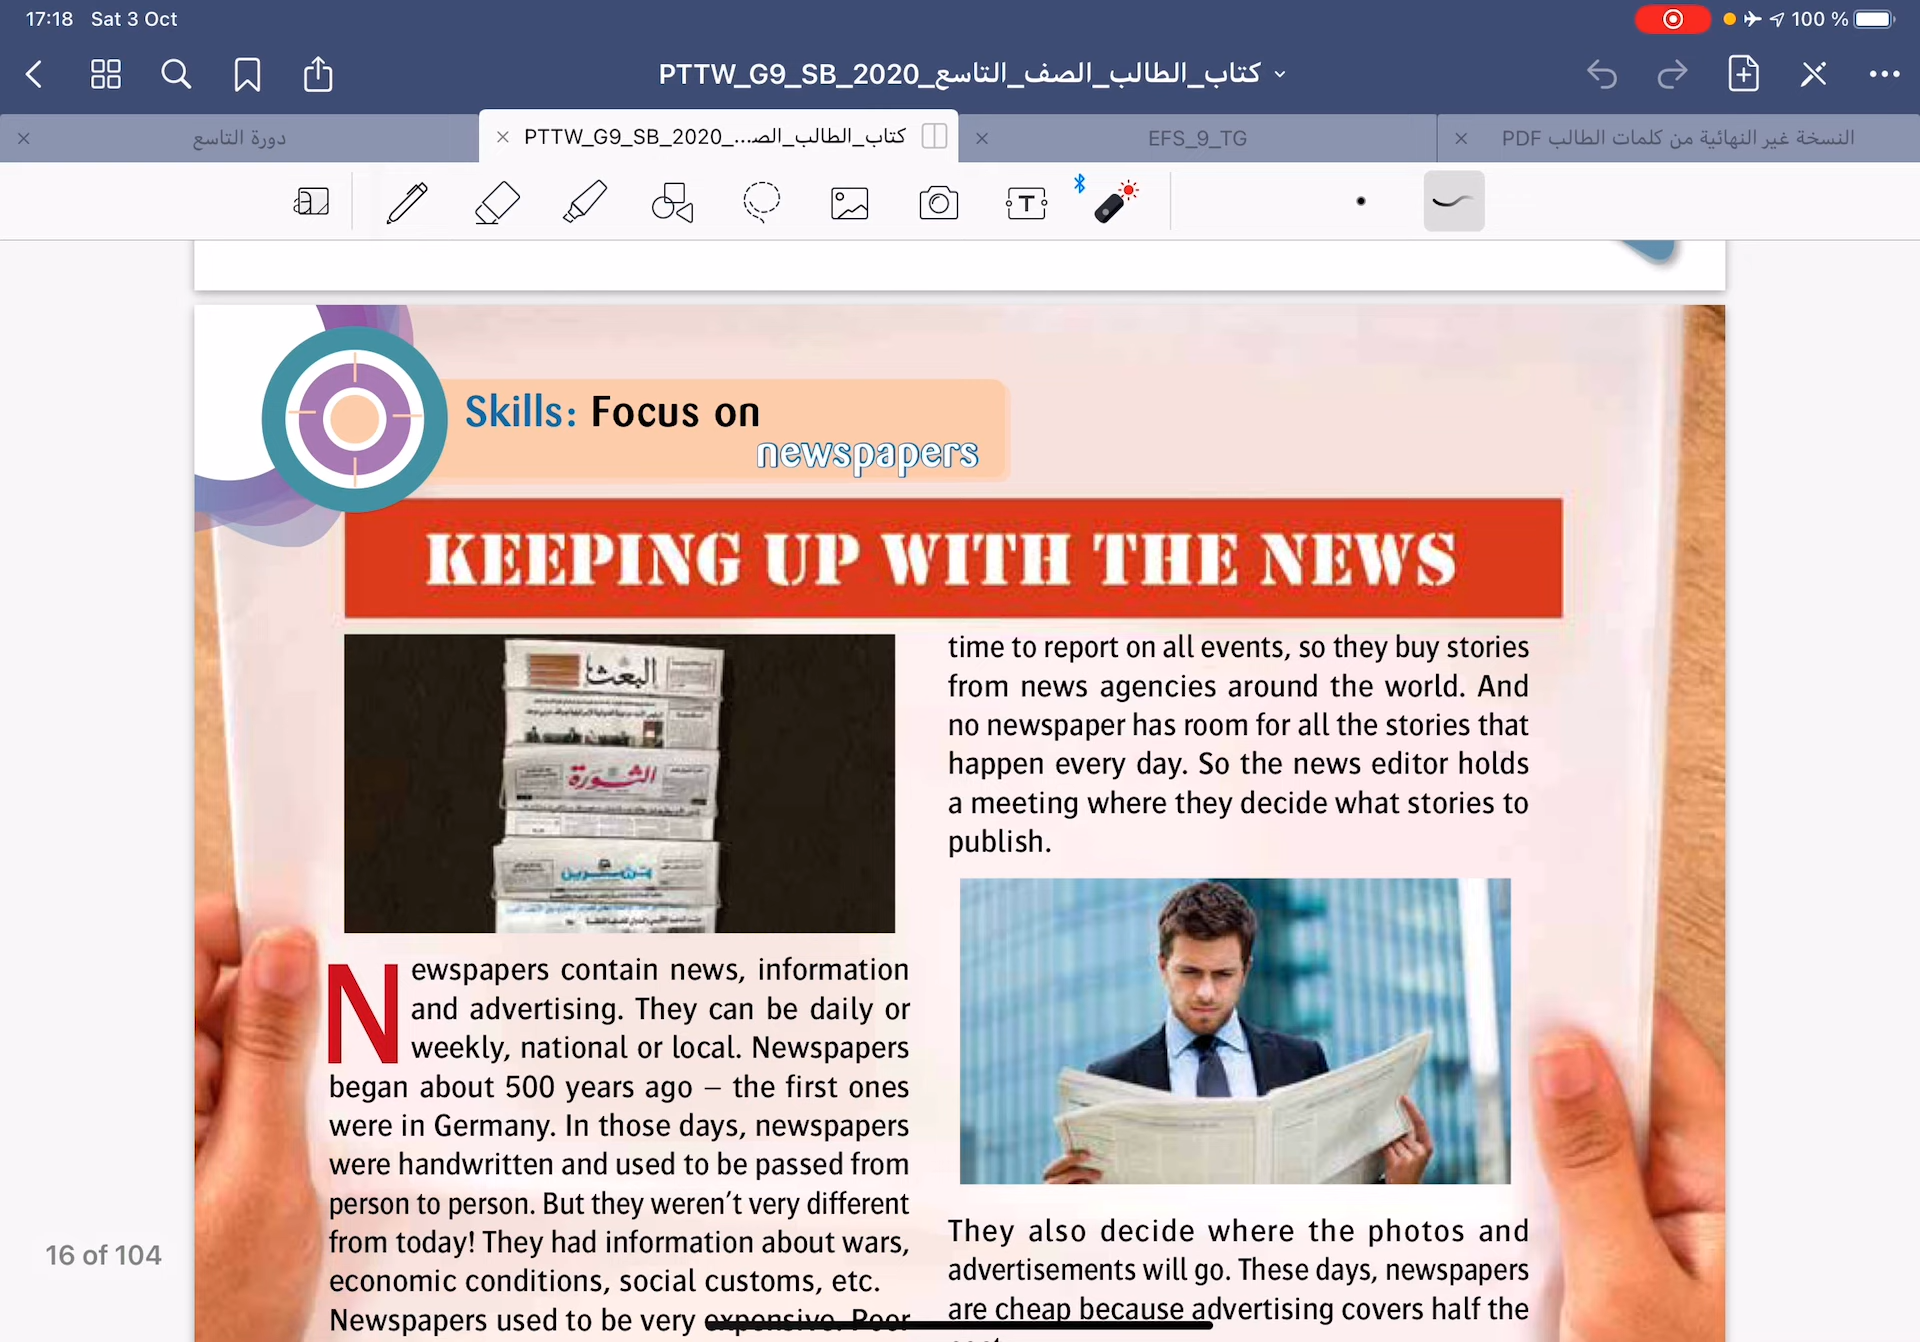 17:18 Sat 3 Oct
100 %
PTTW_G9_SB_2020_كتاب_الطالب_الصف_التاسع
دورة التاسع
PTTW_G9_SB_2020_...كتاب_الطالب_الصـ
EFS_9_TG
النسخة غير النهائية من كلمات الطالب PDF
Skills: Focus on
newspapers
KEEPING UP WITH THE NEWS
البعث
الثورة
تشرين
Newspapers contain news, information
and advertising. They can be daily or
weekly, national or local. Newspapers
began about 500 years ago – the first ones
were in Germany. In those days, newspapers
were handwritten and used to be passed from
person to person. But they weren't very different
from today! They had information about wars,
economic conditions, social customs, etc.
Newspapers used to be very expensive. Poor
time to report on all events, so they buy stories
from news agencies around the world. And
no newspaper has room for all the stories that
happen every day. So the news editor holds
a meeting where they decide what stories to
publish.
They also decide where the photos and
advertisements will go. These days, newspapers
are cheap because advertising covers half the
16 of 104